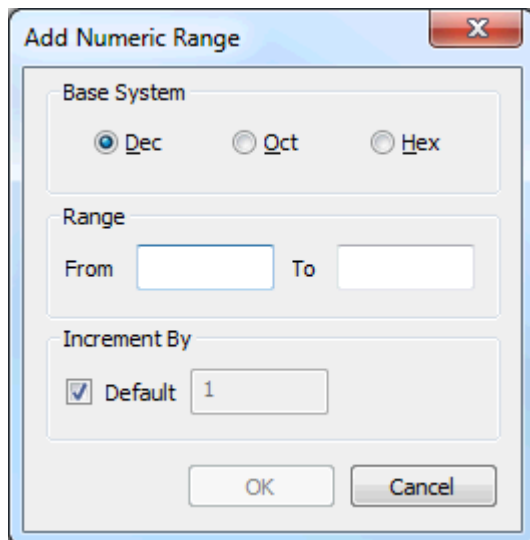 Add Numeric Range
Base System
Dec Oct Hex
Range
From To
Increment By
Default 1
OK Cancel